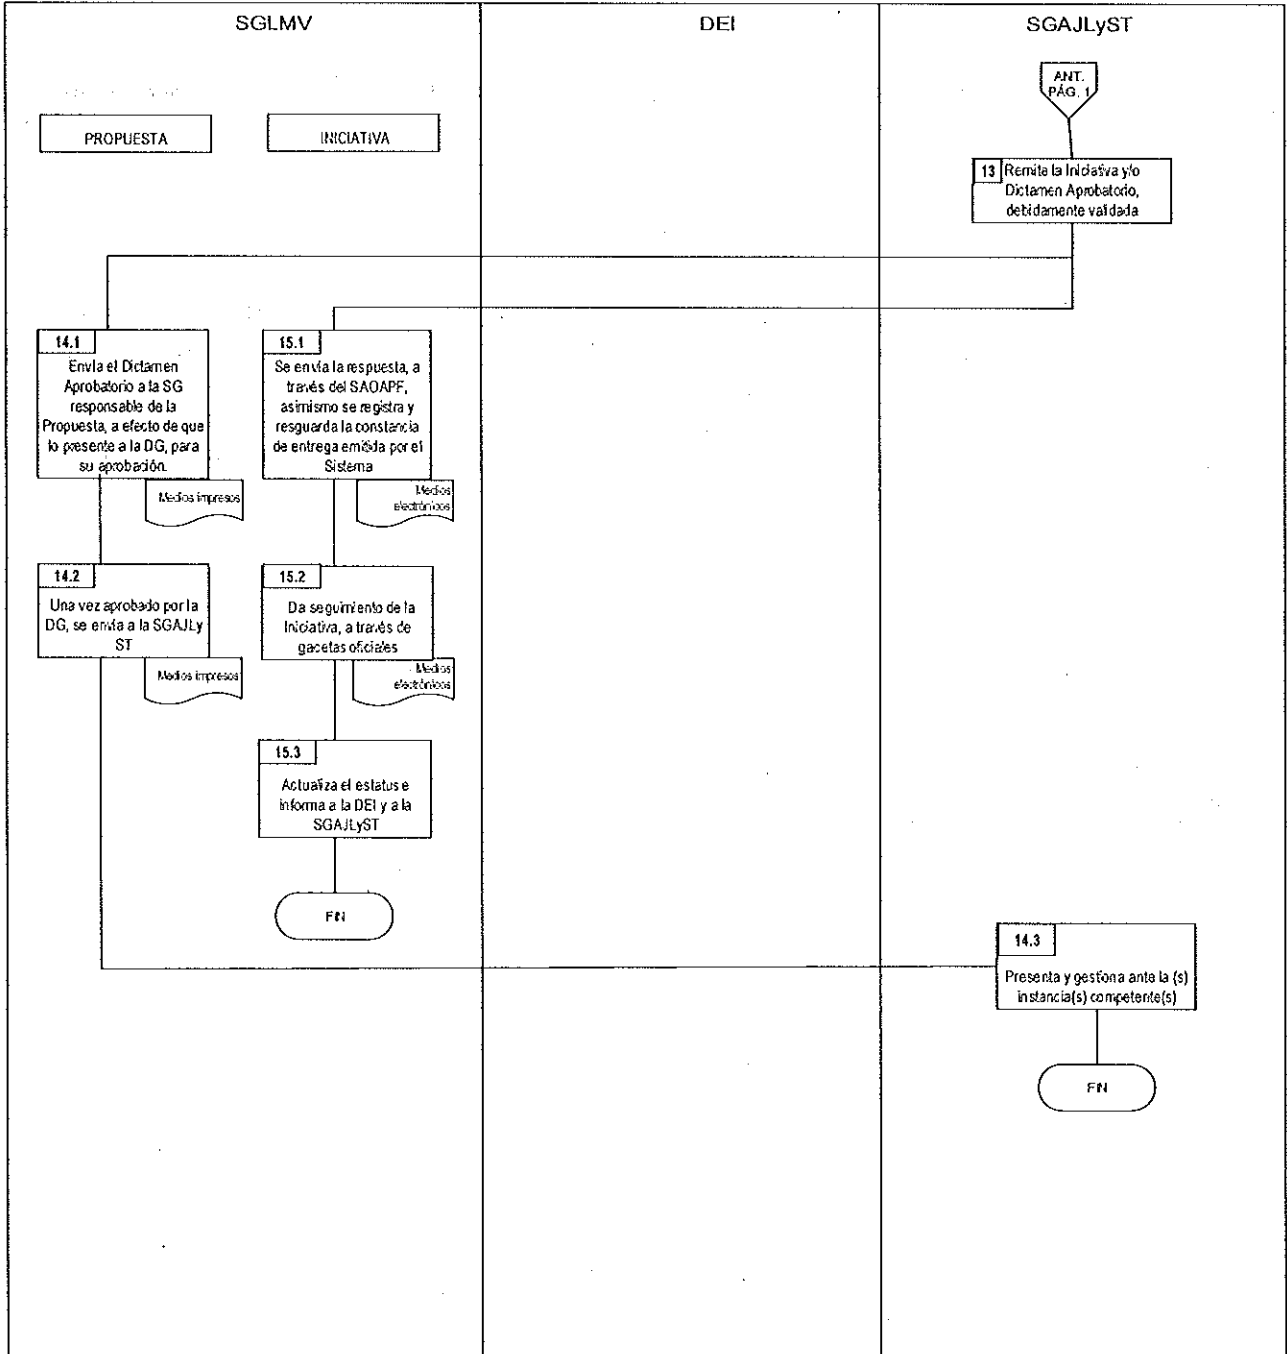 SGLMV
DEI
SGAJLyST
ANT.
PÁG. 1
PROPUESTA
INICIATIVA
13 Remite la Iniciativa y/o
Dictamen Aprobatorio,
debidamente validada
14.1
Envía el Dictamen
Aprobatorio a la SG
responsable de la
Propuesta, a efecto de que
lo presente a la DG, para
su aprobación.
Medios impresos
15.1
Se envía la respuesta, a
través del SAOAPF,
asimismo se registra y
resguarda la constancia
de entrega emitida por el
Sistema
Medios
electrónicos
14.2
Una vez aprobado por la
DG, se envía a la SGAJLy
ST
Medios impresos
15.2
Da seguimiento de la
Iniciativa, a través de
gacetas oficiales
Medios
electrónicos
15.3
Actualiza el estatus e
informa a la DEI y a la
SGAJLyST
FIN
14.3
Presenta y gestiona ante la (s)
instancia(s) competente(s)
FIN